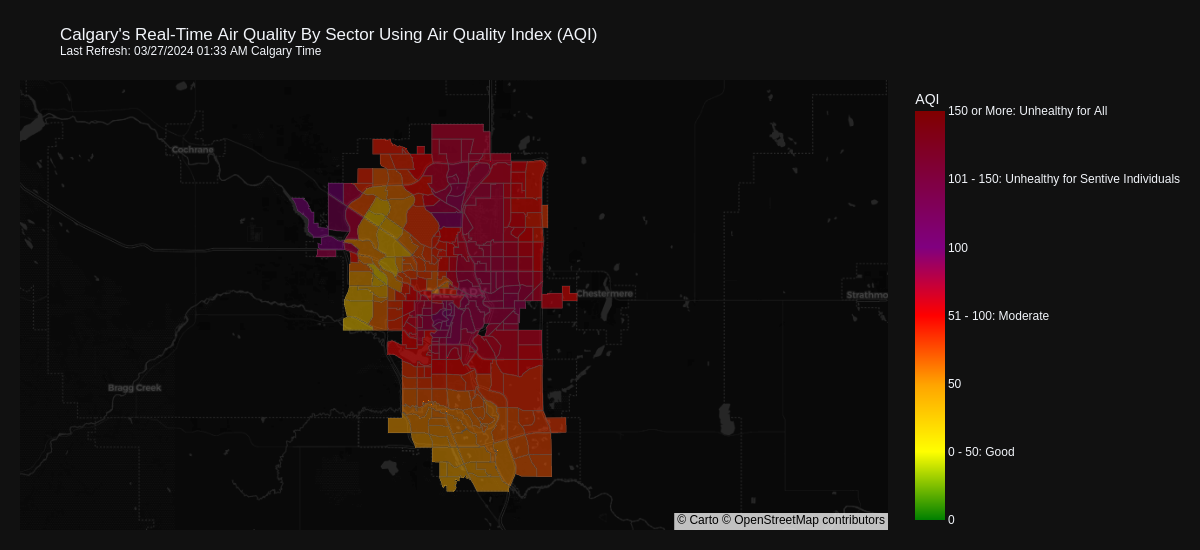 Calgary's Real-Time Air Quality By Sector Using Air Quality Index (AQI)
Last Refresh: 03/27/2024 01:33 AM Calgary Time
AQI
150 or More: Unhealthy for All
Cochrane
101 - 150: Unhealthy for Sentive Individuals
100
CALGARY
Chestermere
Strathmo
51 - 100: Moderate
50
Bragg Creek
0 - 50: Good
© Carto © OpenStreetMap contributors
0